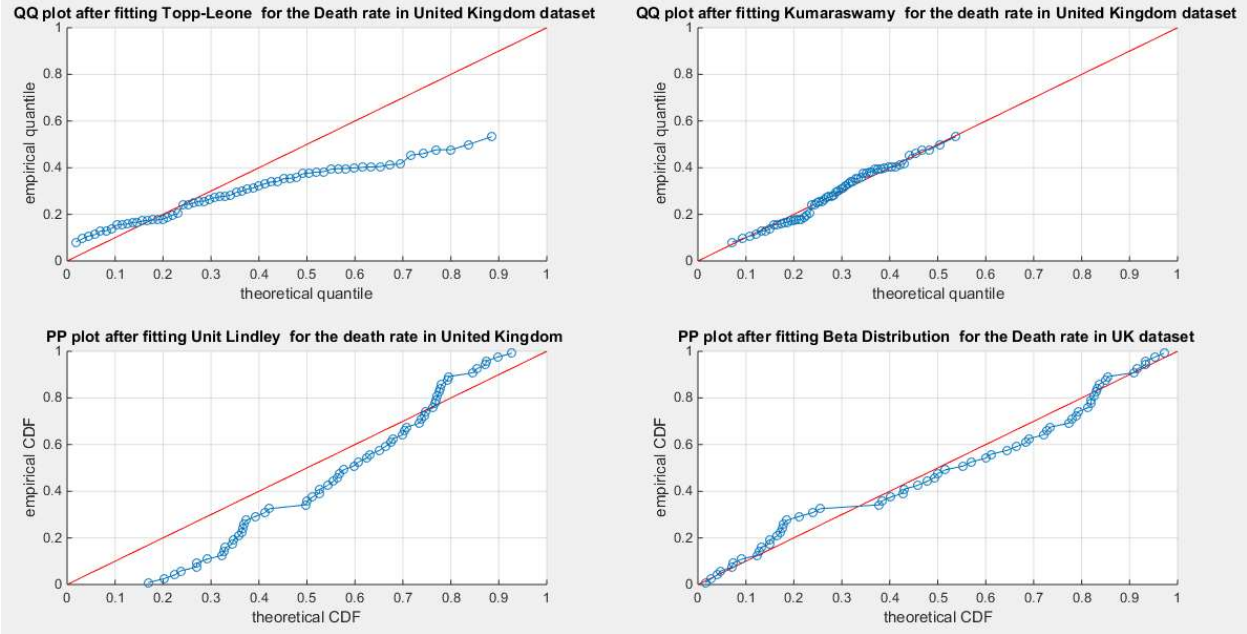 QQ plot after fitting Topp-Leone for the Death rate in United Kingdom dataset
1
0.8
0.6
0.4
0.2
0
empirical quantile
0 0.1 0.2 0.3 0.4 0.5 0.6 0.7 0.8 0.9 1
theoretical quantile
QQ plot after fitting Kumaraswamy for the death rate in United Kingdom dataset
1
0.8
0.6
0.4
0.2
0
empirical quantile
0 0.1 0.2 0.3 0.4 0.5 0.6 0.7 0.8 0.9 1
theoretical quantile
PP plot after fitting Unit Lindley for the death rate in United Kingdom
1
0.8
0.6
0.4
0.2
0
empirical CDF
0 0.1 0.2 0.3 0.4 0.5 0.6 0.7 0.8 0.9 1
theoretical CDF
PP plot after fitting Beta Distribution for the Death rate in UK dataset
1
0.8
0.6
0.4
0.2
0
empirical CDF
0 0.1 0.2 0.3 0.4 0.5 0.6 0.7 0.8 0.9 1
theoretical CDF